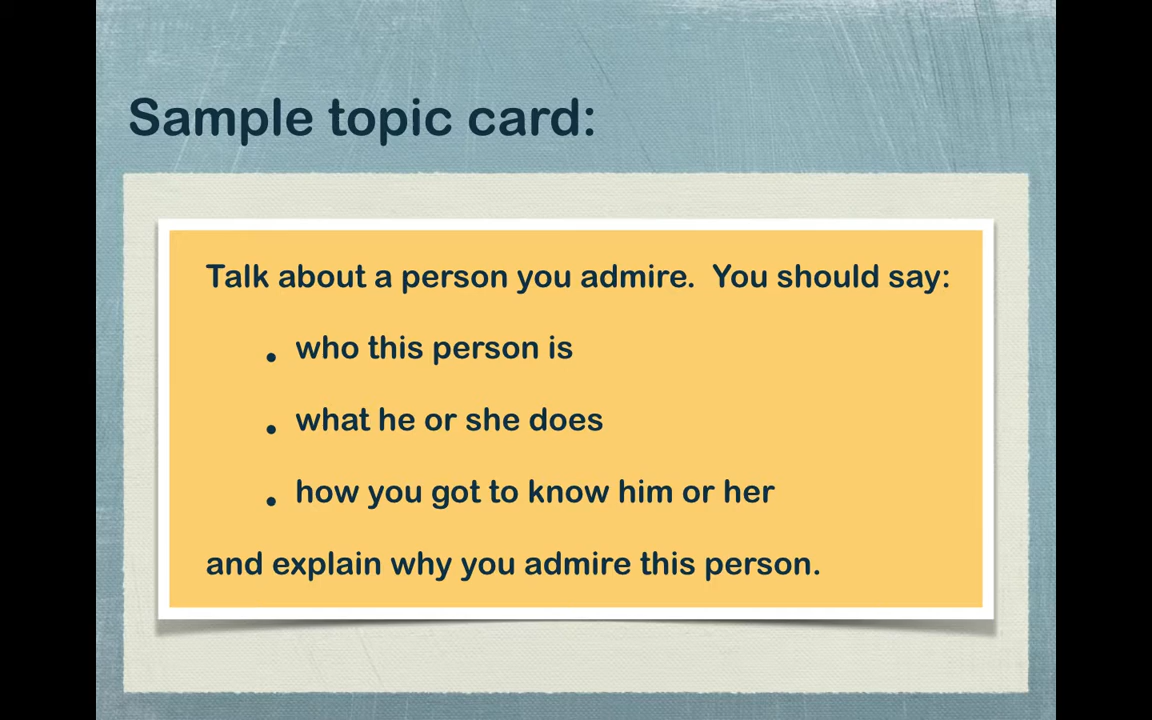 Sample topic card:
Talk about a person you admire.  You should say:
• who this person is
• what he or she does
• how you got to know him or her
and explain why you admire this person.